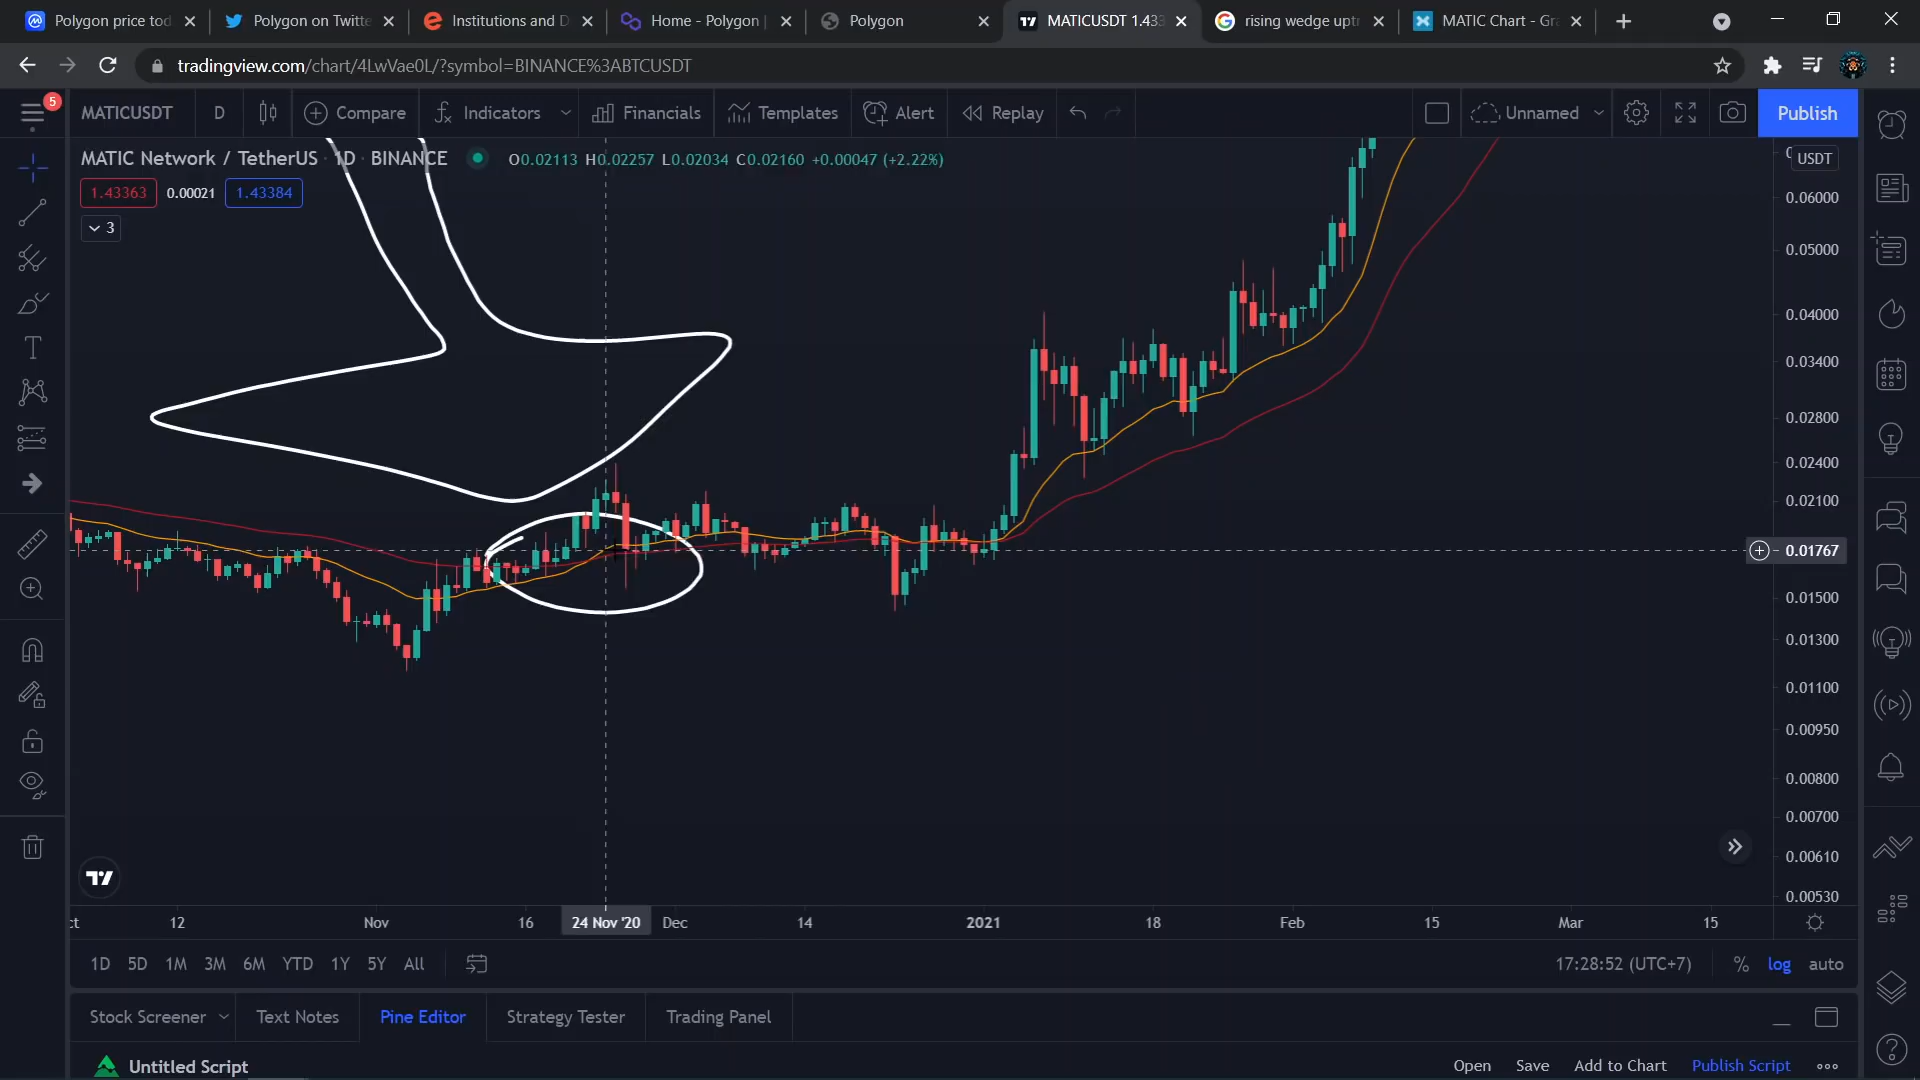 Polygon price tod
Polygon on Twitte
Institutions and D
Home - Polygon |
Polygon
MATICUSDT 1.433
rising wedge uptr
MATIC Chart - Gra
tradingview.com/chart/4LwVae0L/?symbol=BINANCE%3ABTCUSDT
5
MATICUSDT
D
Compare
Indicators
Financials
Templates
Alert
Replay
Unnamed
Publish
MATIC Network / TetherUS · 1D · BINANCE
O0.02113 H0.02257 L0.02034 C0.02160 +0.00047 (+2.22%)
USDT
1.43363
0.00021
1.43384
3
0.06000
0.05000
0.04000
0.03400
0.02800
0.02400
0.02100
0.01767
0.01500
0.01300
0.01100
0.00950
0.00800
0.00700
0.00610
0.00530
ct
12
Nov
16
24 Nov '20
Dec
14
2021
18
Feb
15
Mar
15
1D 5D 1M 3M 6M YTD 1Y 5Y All
17:28:52 (UTC+7)
%
log
auto
Stock Screener
Text Notes
Pine Editor
Strategy Tester
Trading Panel
Untitled Script
Open
Save
Add to Chart
Publish Script